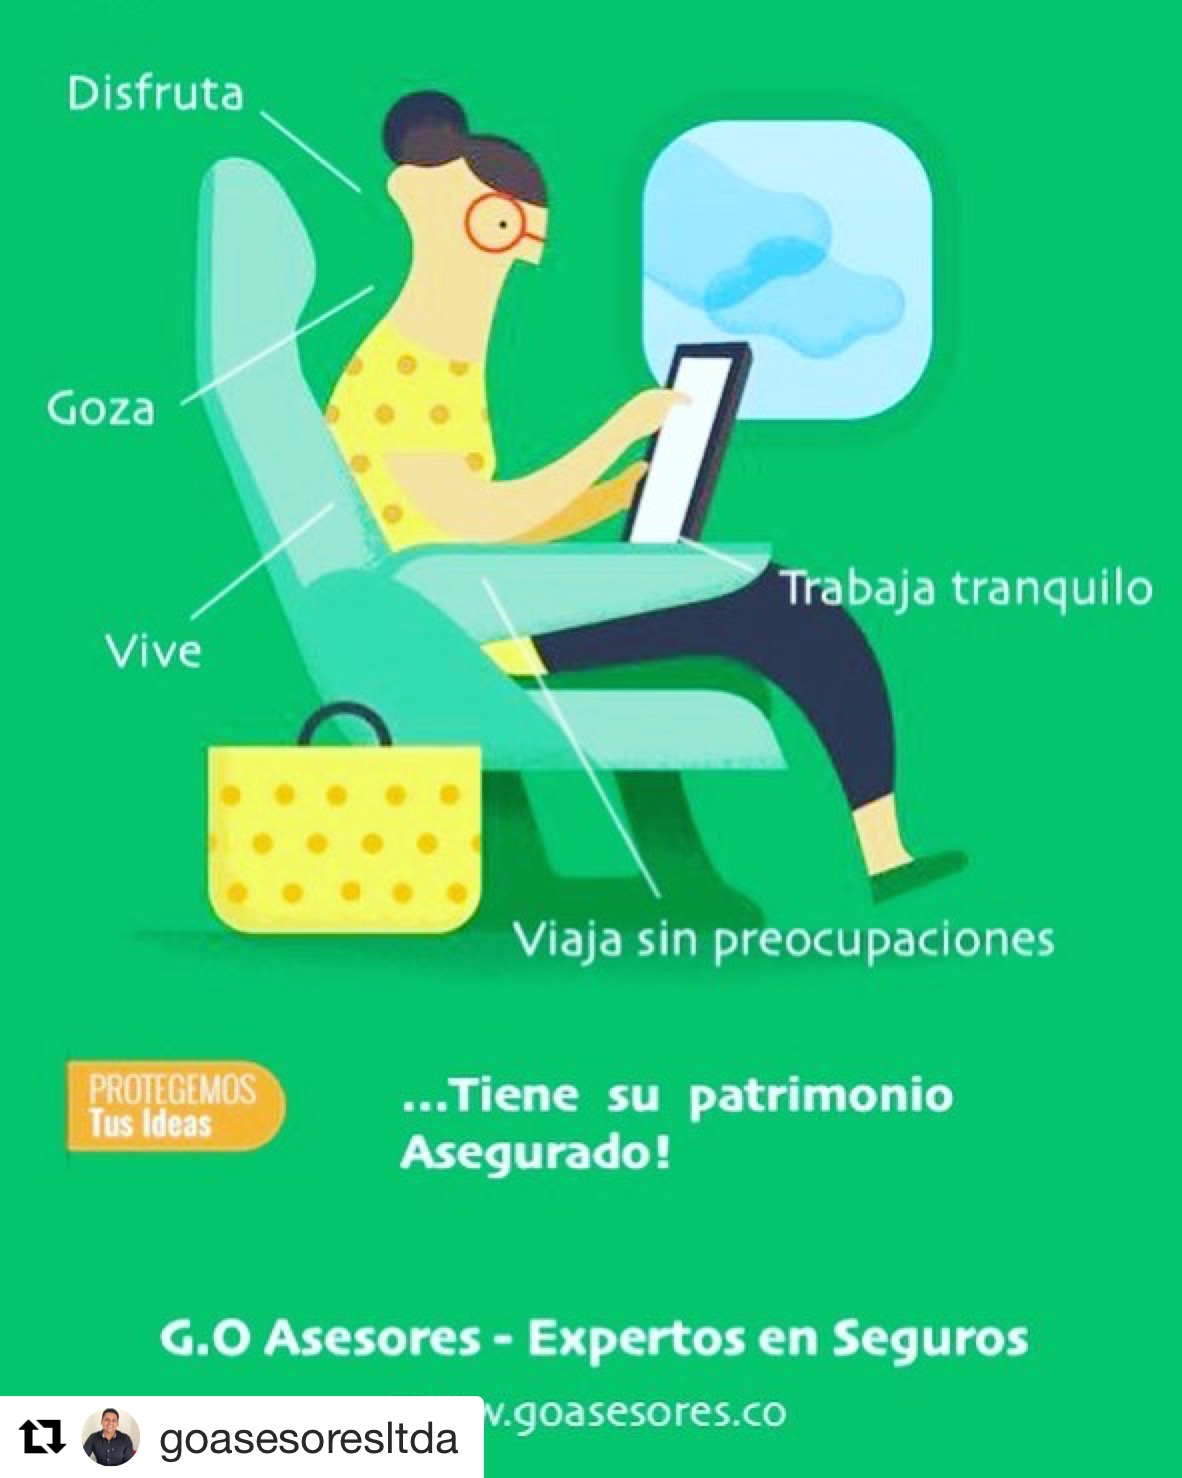 Disfruta
Goza
Vive
Trabaja tranquilo
Viaja sin preocupaciones
PROTEGEMOS
Tus Ideas
...Tiene su patrimonio
Asegurado!
G.O Asesores - Expertos en Seguros
.goasesores.co
goasesoresltda